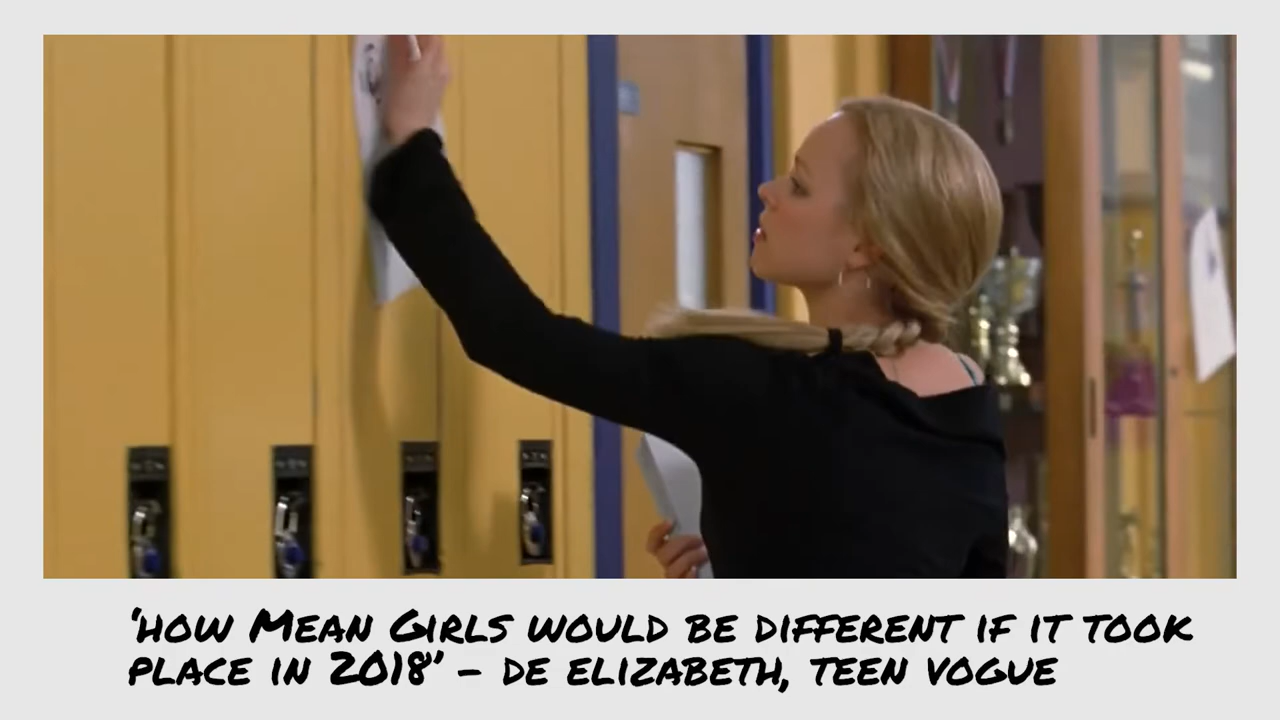 'HOW MEAN GIRLS WOULD BE DIFFERENT IF IT TOOK
PLACE IN 2018' – DE ELIZABETH, TEEN VOGUE